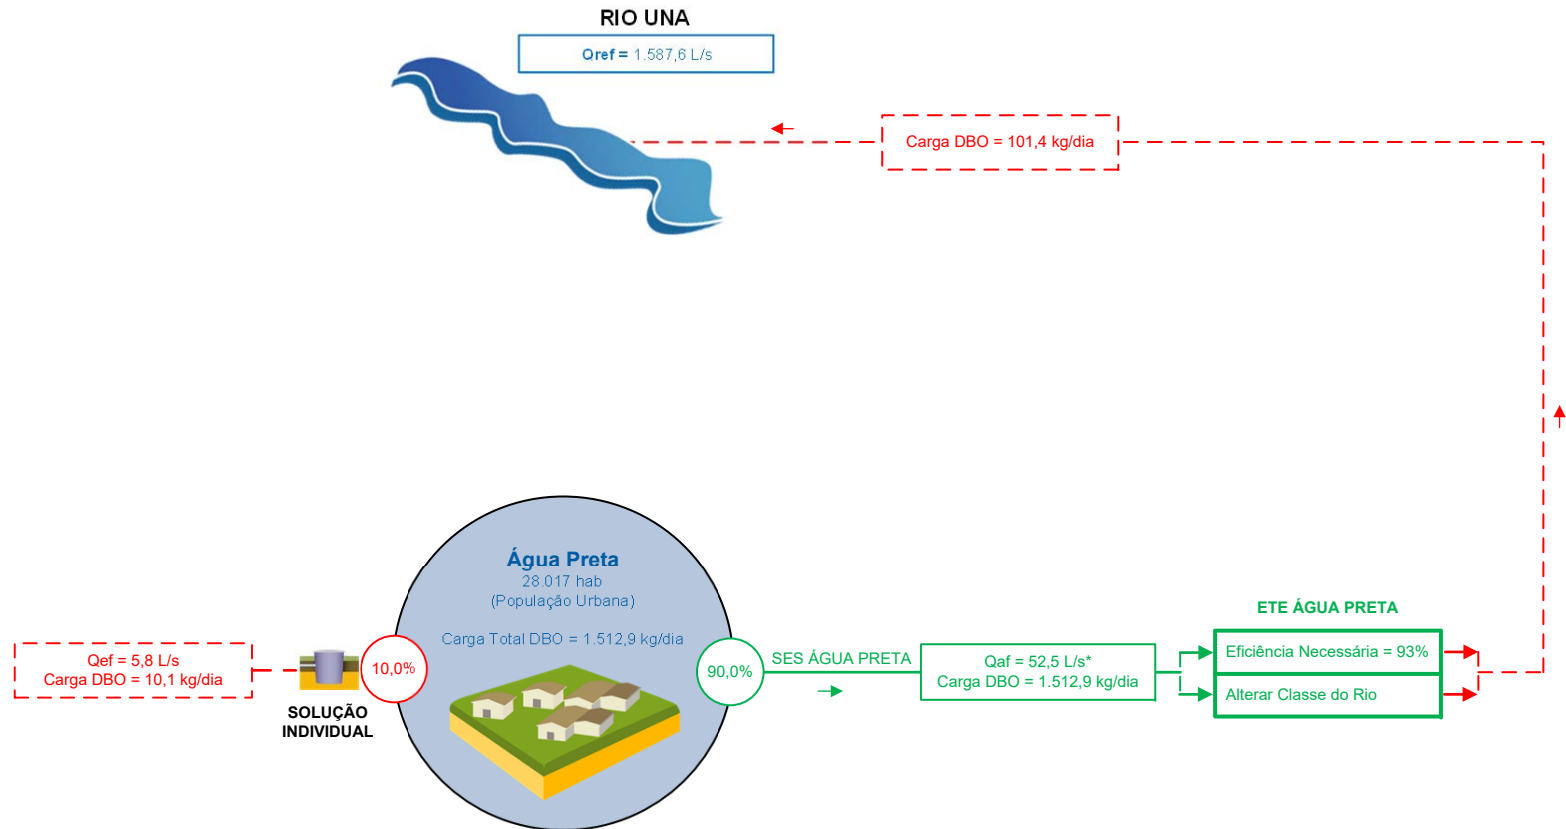 RIO UNA
Qref = 1.587,6 L/s
Carga DBO = 101,4 kg/dia
Água Preta
28.017 hab
(População Urbana)
Carga Total DBO = 1.512,9 kg/dia
Qef = 5,8 L/s
Carga DBO = 10,1 kg/dia
SOLUÇÃO
INDIVIDUAL
10,0%
90,0%
SES ÁGUA PRETA
Qaf = 52,5 L/s*
Carga DBO = 1.512,9 kg/dia
ETE ÁGUA PRETA
Eficiência Necessária = 93%
Alterar Classe do Rio